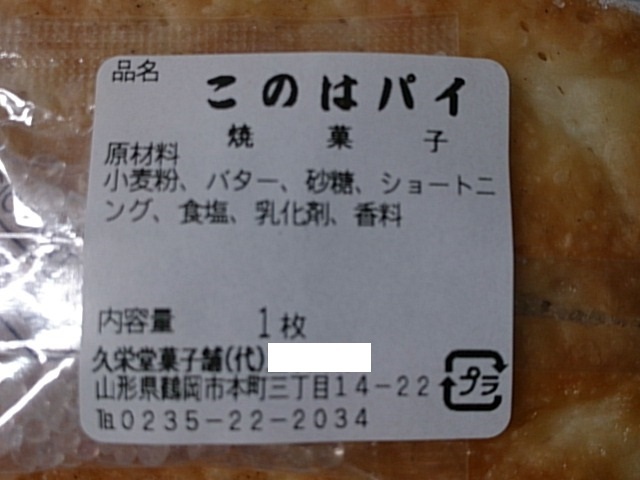 品名
このはパイ
焼菓子
原材料
小麦粉、バター、砂糖、ショートニ
ング、食塩、乳化剤、香料
内容量 1枚
久栄堂菓子舗(代)
山形県鶴岡市本町三丁目14-22
プラ
℡0235-22-2034